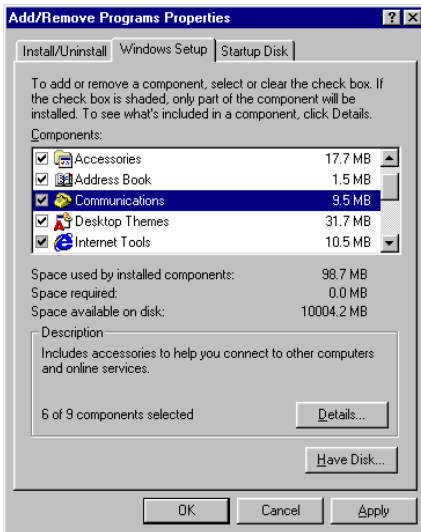 Add/Remove Programs Properties
Install/Uninstall Windows Setup Startup Disk
To add or remove a component, select or clear the check box. If
the check box is shaded, only part of the component will be
installed. To see what's included in a component, click Details.
Components:
Accessories 17.7 MB
Address Book 1.5 MB
Communications 9.5 MB
Desktop Themes 31.7 MB
Internet Tools 10.5 MB
Space used by installed components: 98.7 MB
Space required: 0.0 MB
Space available on disk: 10004.2 MB
Description
Includes accessories to help you connect to other computers
and online services.
6 of 9 components selected Details...
Have Disk...
OK Cancel Apply